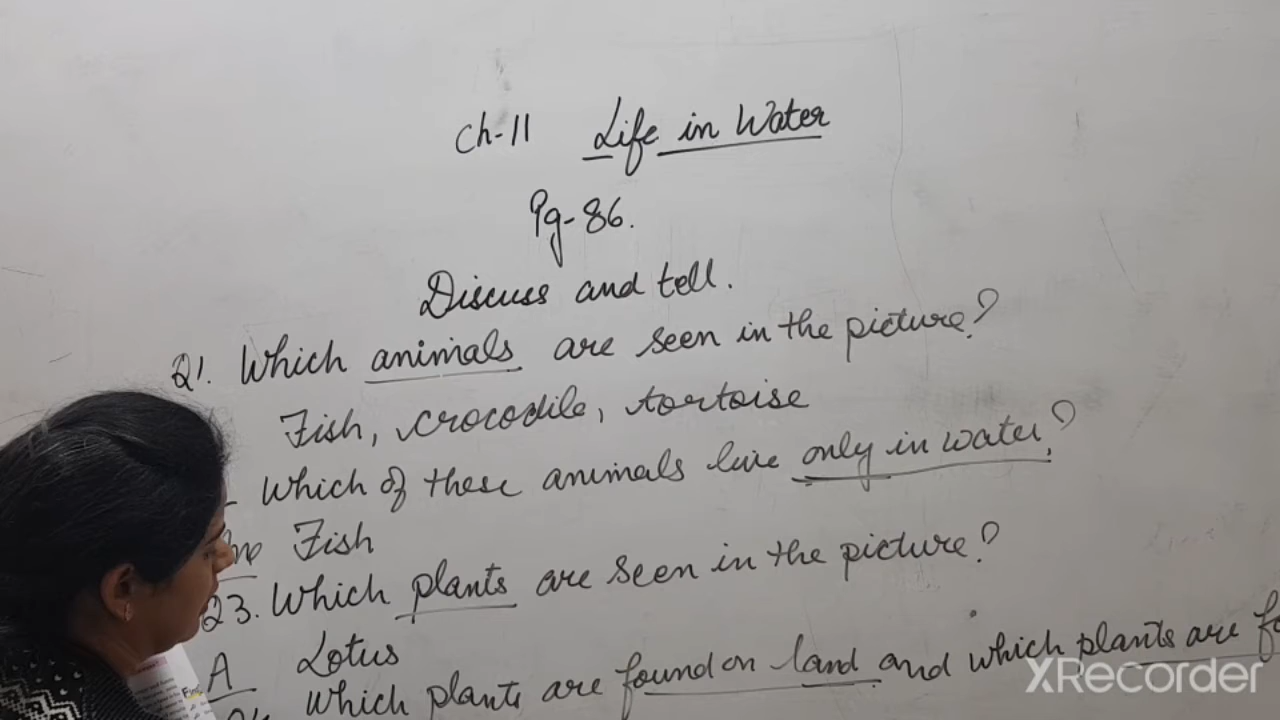 Ch-11 Life in Water
Pg-86.
Discuss and tell.
Q1. Which animals are seen in the picture?
Fish, crocodile, tortoise
Which of these animals live only in water?
Ans Fish
Q3. Which plants are seen in the picture?
A Lotus
Which plants are found on land and which plants are
XRecorder